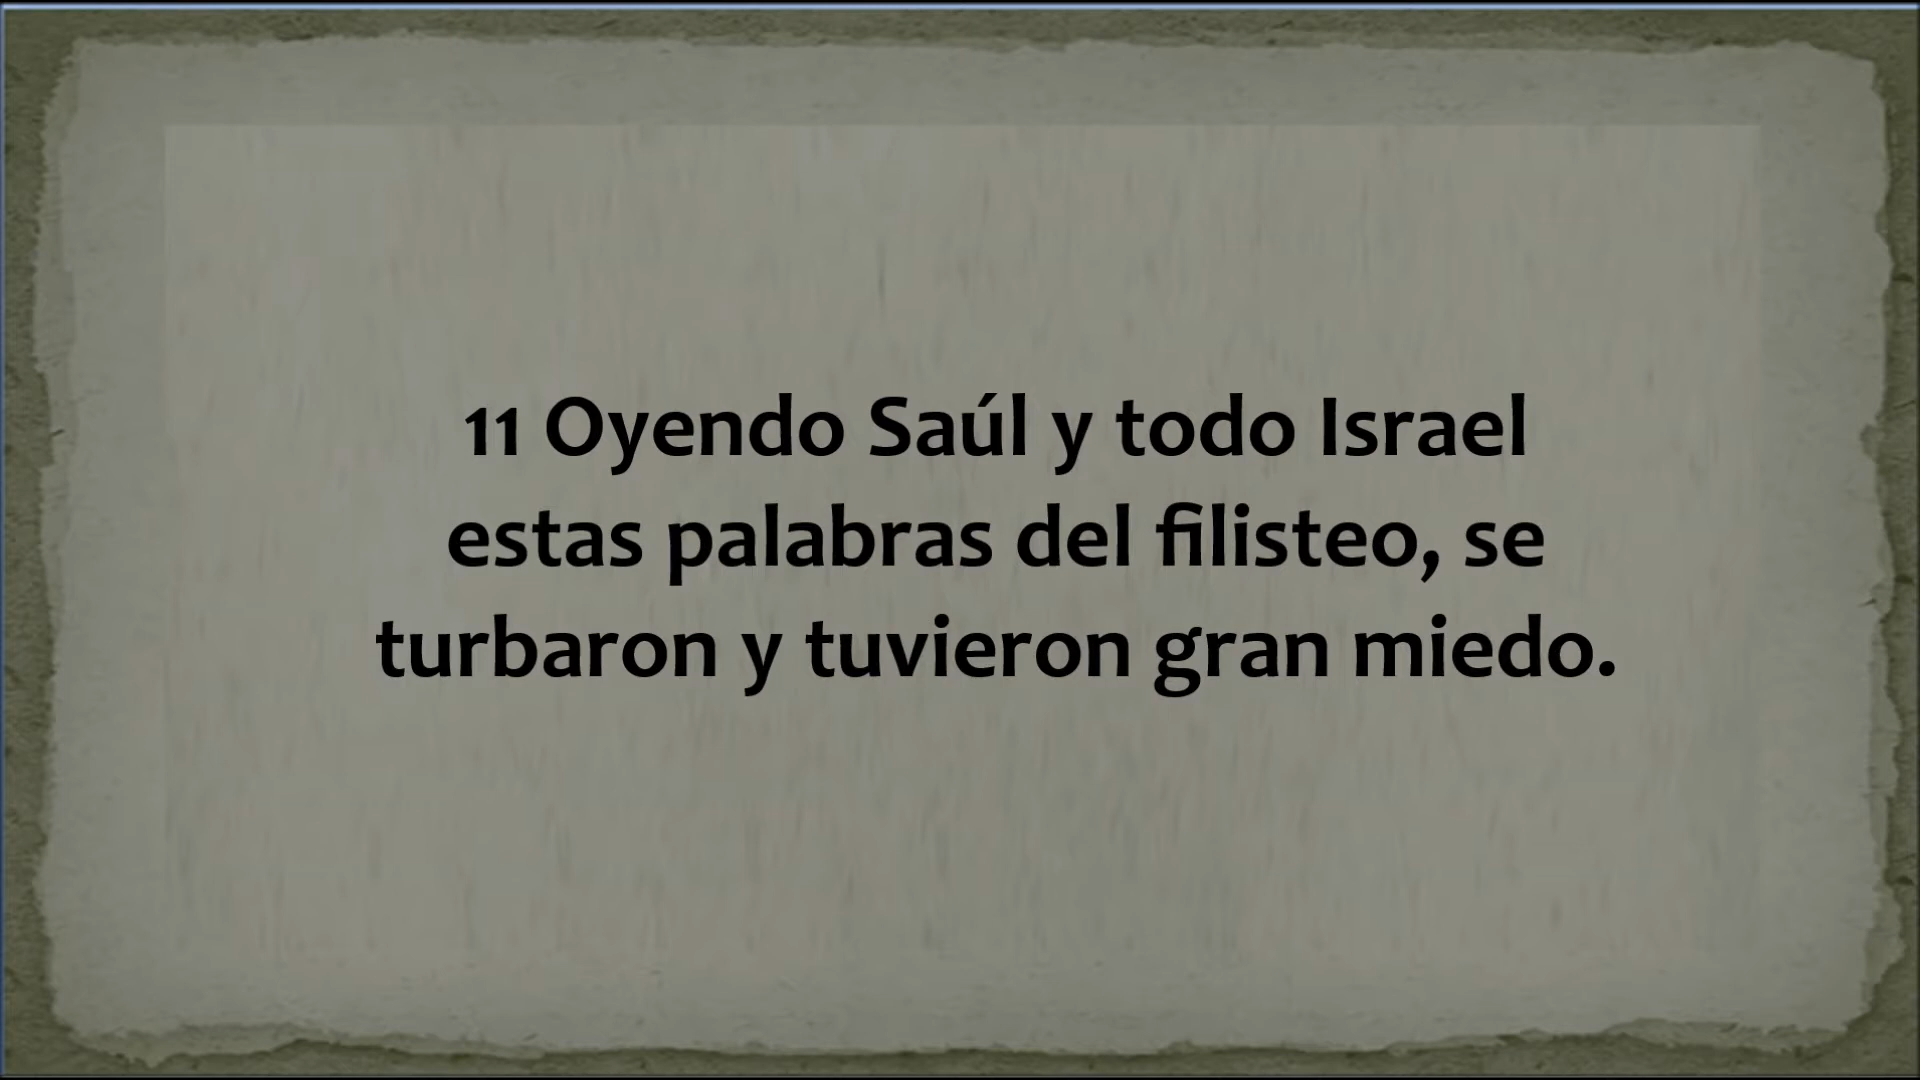 11 Oyendo Saúl y todo Israel
estas palabras del filisteo, se
turbaron y tuvieron gran miedo.